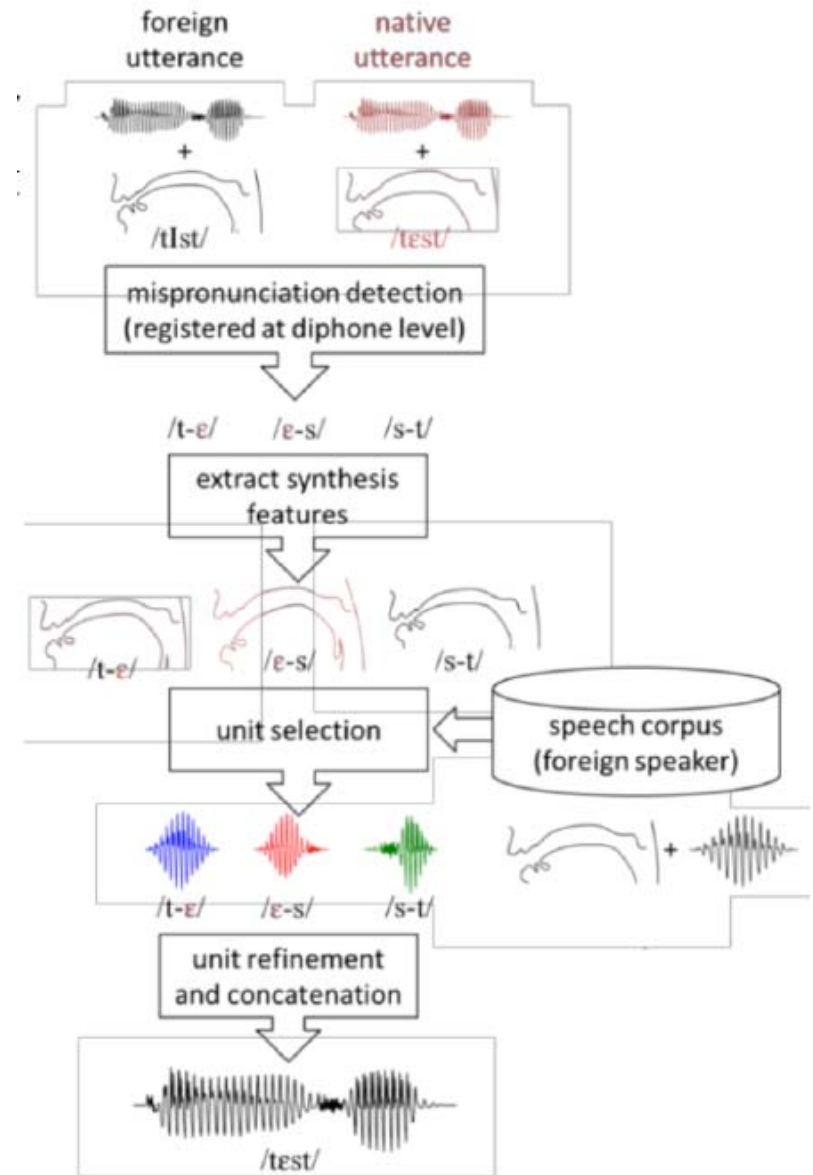 foreign
utterance
native
utterance
+
+
/tIst/
/tɛst/
mispronunciation detection
(registered at diphone level)
/t-ɛ/ /ɛ-s/ /s-t/
extract synthesis
features
/t-ɛ/ /ɛ-s/ /s-t/
unit selection
speech corpus
(foreign speaker)
+
/t-ɛ/ /ɛ-s/ /s-t/
unit refinement
and concatenation
/tɛst/